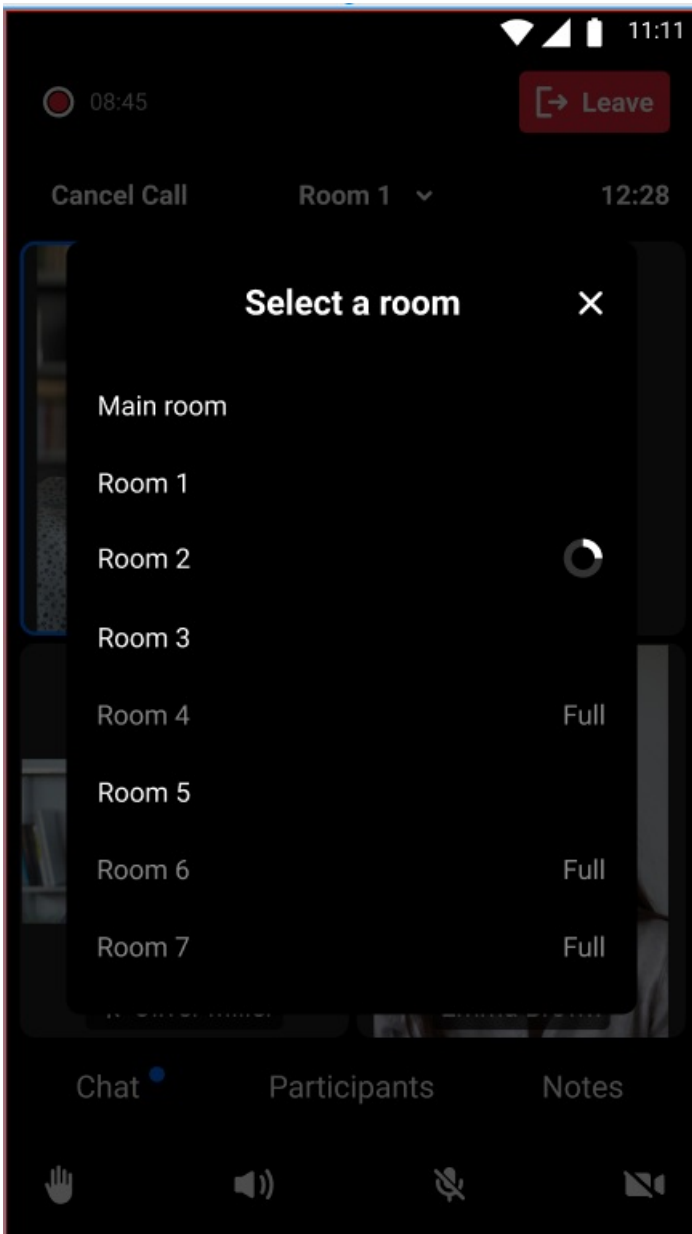 11:11
08:45 Leave
Cancel Call Room 1 12:28
Select a room
Main room
Room 1
Room 2
Room 3
Room 4 Full
Room 5
Room 6 Full
Room 7 Full
Chat Participants Notes